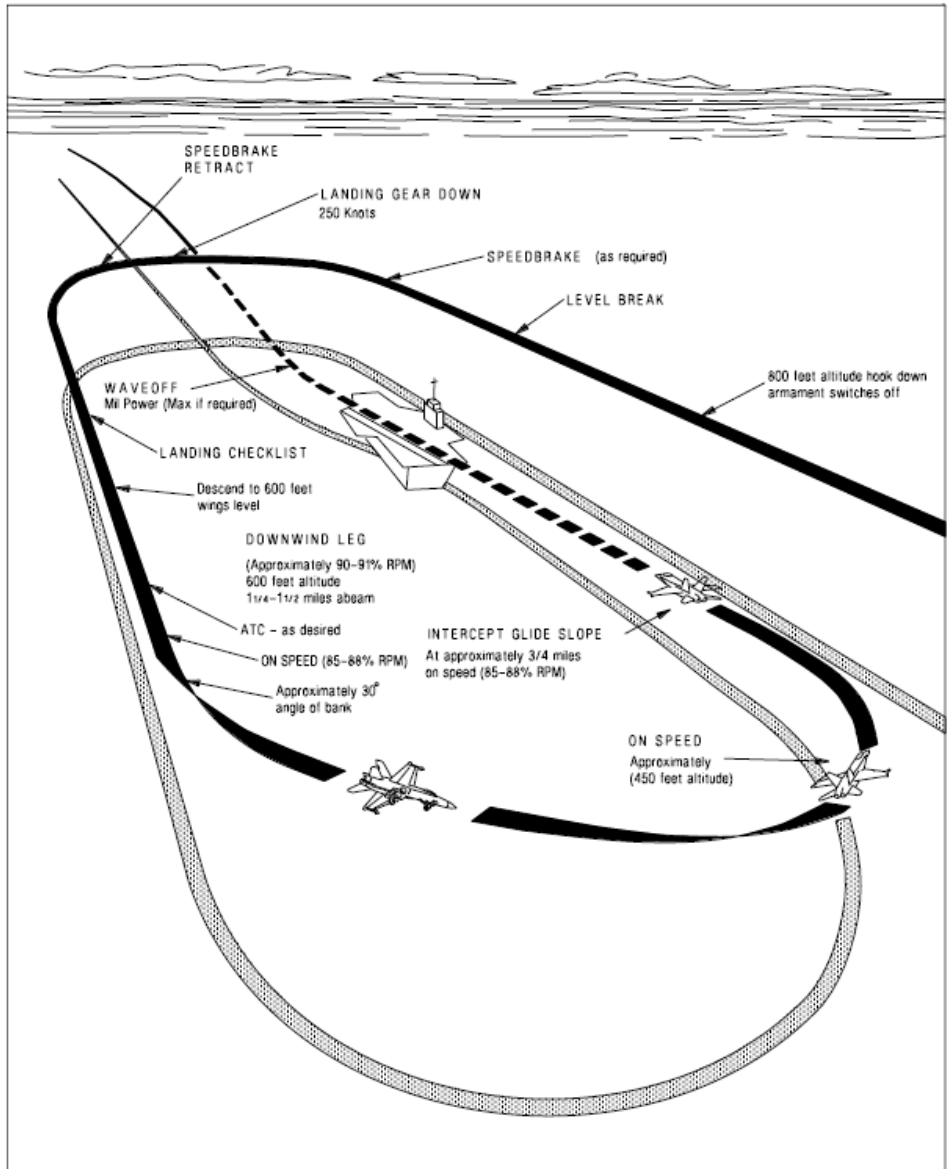 SPEEDBRAKE
RETRACT
LANDING GEAR DOWN
250 Knots
SPEEDBRAKE (as required)
LEVEL BREAK
800 feet altitude hook down
armament switches off
WAVEOFF
Mil Power (Max if required)
LANDING CHECKLIST
Descend to 600 feet
wings level
DOWNWIND LEG
(Approximately 90-91% RPM)
600 feet altitude
1 1/4-1 1/2 miles abeam
ATC - as desired
ON SPEED (85-88% RPM)
Approximately 30°
angle of bank
INTERCEPT GLIDE SLOPE
At approximately 3/4 miles
on speed (85-88% RPM)
ON SPEED
Approximately
(450 feet altitude)